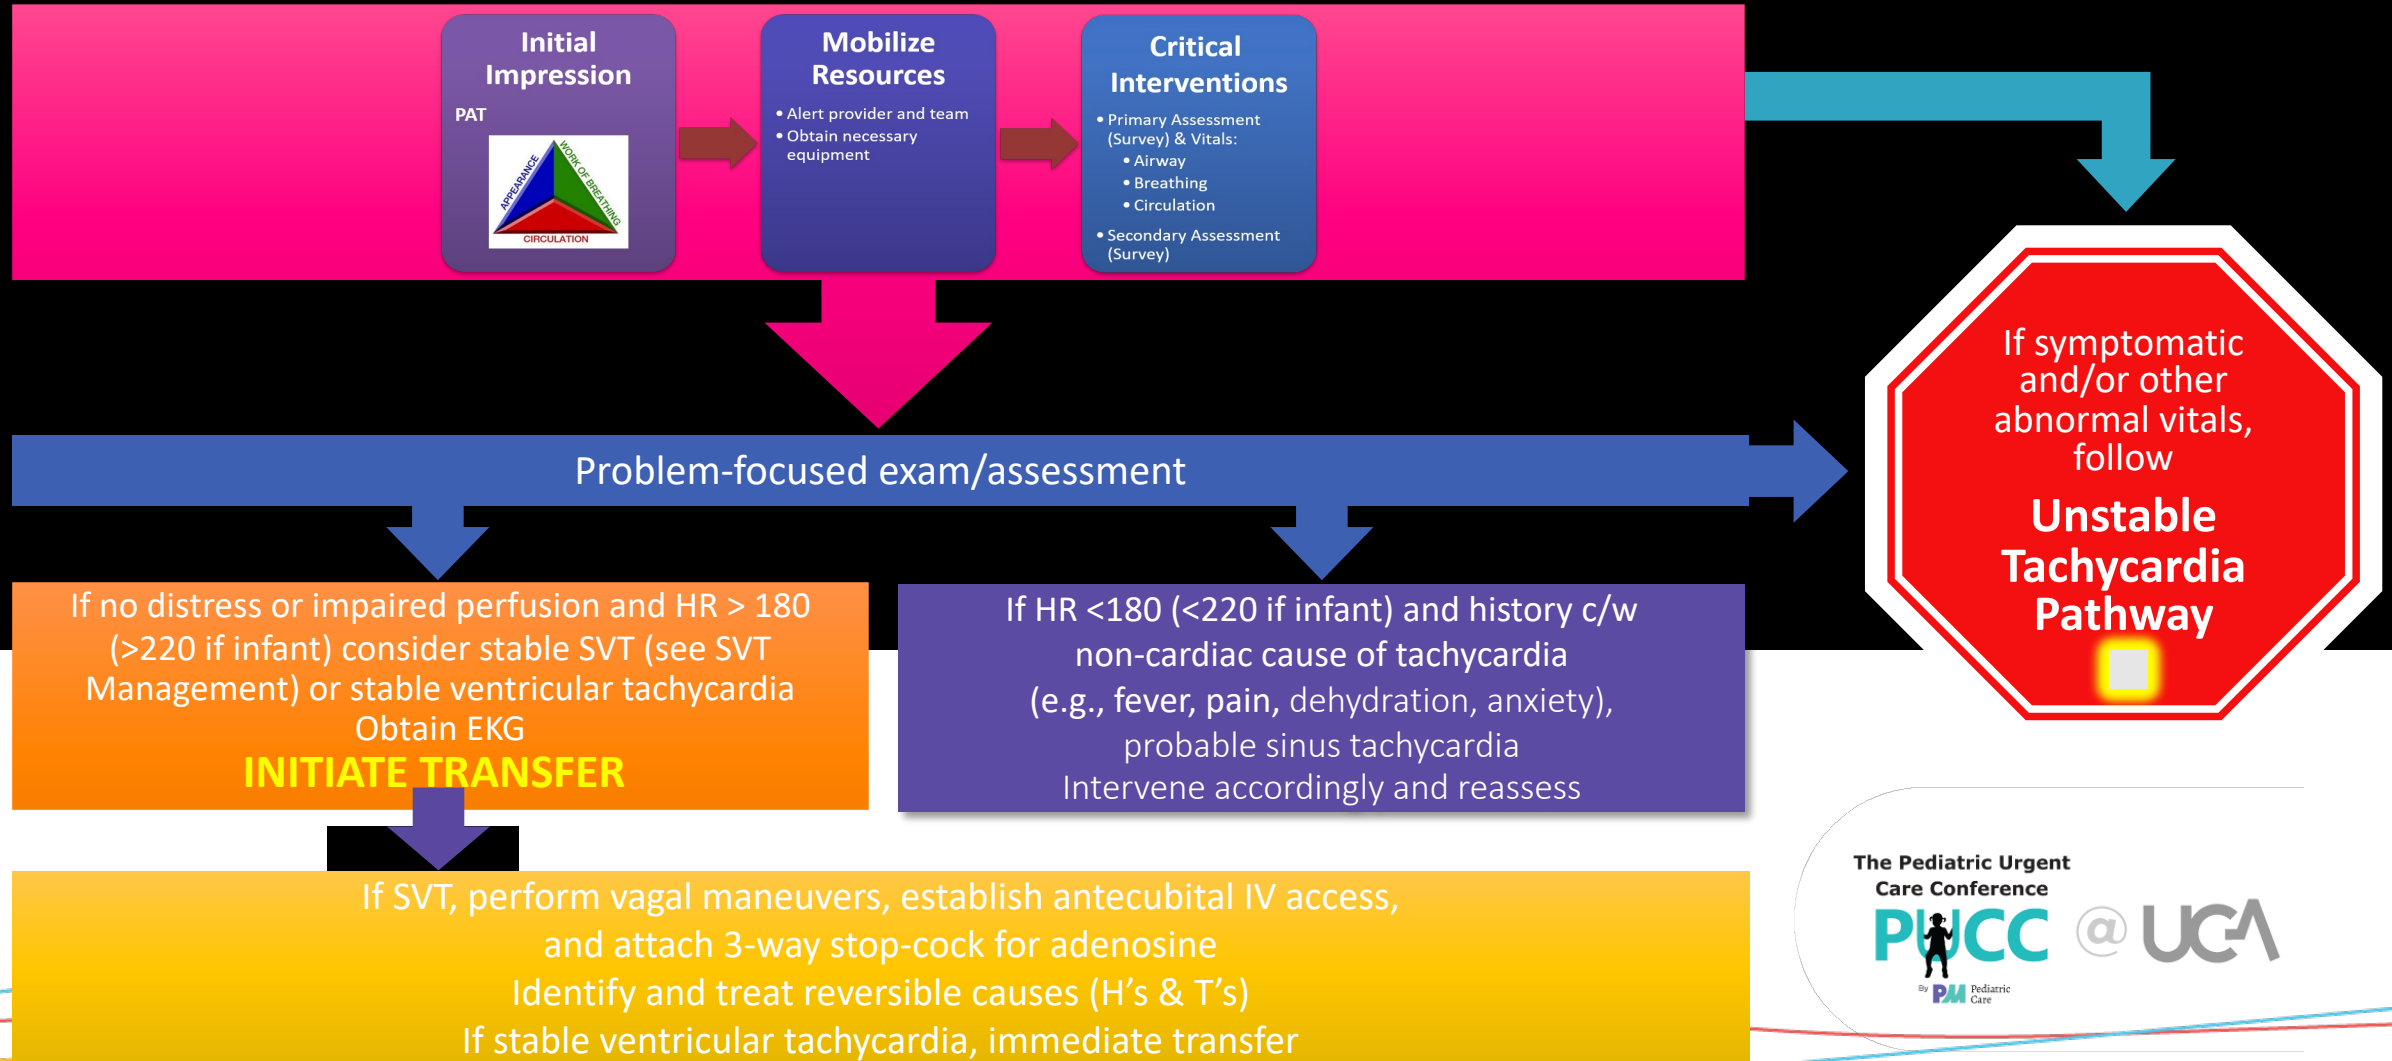 Initial
Impression
PAT
APPEARANCE
WORK OF BREATHING
CIRCULATION
Mobilize
Resources
• Alert provider and team
• Obtain necessary
equipment
Critical
Interventions
• Primary Assessment
(Survey) & Vitals:
• Airway
• Breathing
• Circulation
• Secondary Assessment
(Survey)
Problem-focused exam/assessment
If symptomatic
and/or other
abnormal vitals,
follow
Unstable
Tachycardia
Pathway
If no distress or impaired perfusion and HR > 180
(>220 if infant) consider stable SVT (see SVT
Management) or stable ventricular tachycardia
Obtain EKG
INITIATE TRANSFER
If HR <180 (<220 if infant) and history c/w
non-cardiac cause of tachycardia
(e.g., fever, pain, dehydration, anxiety),
probable sinus tachycardia
Intervene accordingly and reassess
If SVT, perform vagal maneuvers, establish antecubital IV access,
and attach 3-way stop-cock for adenosine
Identify and treat reversible causes (H’s & T’s)
If stable ventricular tachycardia, immediate transfer
The Pediatric Urgent
Care Conference
PUCC @ UCA
By PM Pediatric
Care